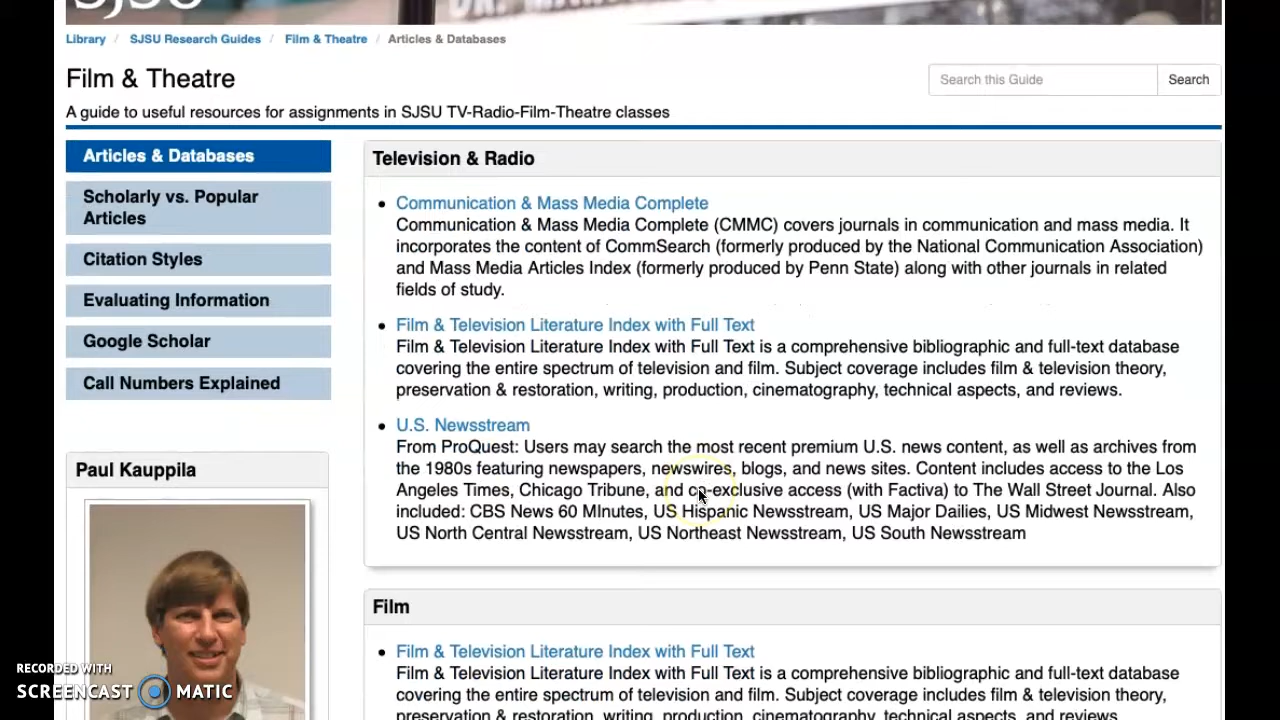 SJSU
Library / SJSU Research Guides / Film & Theatre / Articles & Databases
Film & Theatre
Search this Guide
Search
A guide to useful resources for assignments in SJSU TV-Radio-Film-Theatre classes
Articles & Databases
Scholarly vs. Popular
Articles
Citation Styles
Evaluating Information
Google Scholar
Call Numbers Explained
Paul Kauppila
Television & Radio
Communication & Mass Media Complete
Communication & Mass Media Complete (CMMC) covers journals in communication and mass media. It
incorporates the content of CommSearch (formerly produced by the National Communication Association)
and Mass Media Articles Index (formerly produced by Penn State) along with other journals in related
fields of study.
Film & Television Literature Index with Full Text
Film & Television Literature Index with Full Text is a comprehensive bibliographic and full-text database
covering the entire spectrum of television and film. Subject coverage includes film & television theory,
preservation & restoration, writing, production, cinematography, technical aspects, and reviews.
U.S. Newsstream
From ProQuest: Users may search the most recent premium U.S. news content, as well as archives from
the 1980s featuring newspapers, newswires, blogs, and news sites. Content includes access to the Los
Angeles Times, Chicago Tribune, and co-exclusive access (with Factiva) to The Wall Street Journal. Also
included: CBS News 60 MInutes, US Hispanic Newsstream, US Major Dailies, US Midwest Newsstream,
US North Central Newsstream, US Northeast Newsstream, US South Newsstream
Film
Film & Television Literature Index with Full Text
Film & Television Literature Index with Full Text is a comprehensive bibliographic and full-text database
covering the entire spectrum of television and film. Subject coverage includes film & television theory,
preservation & restoration, writing, production, cinematography, technical aspects, and reviews.
RECORDED WITH
SCREENCAST MATIC